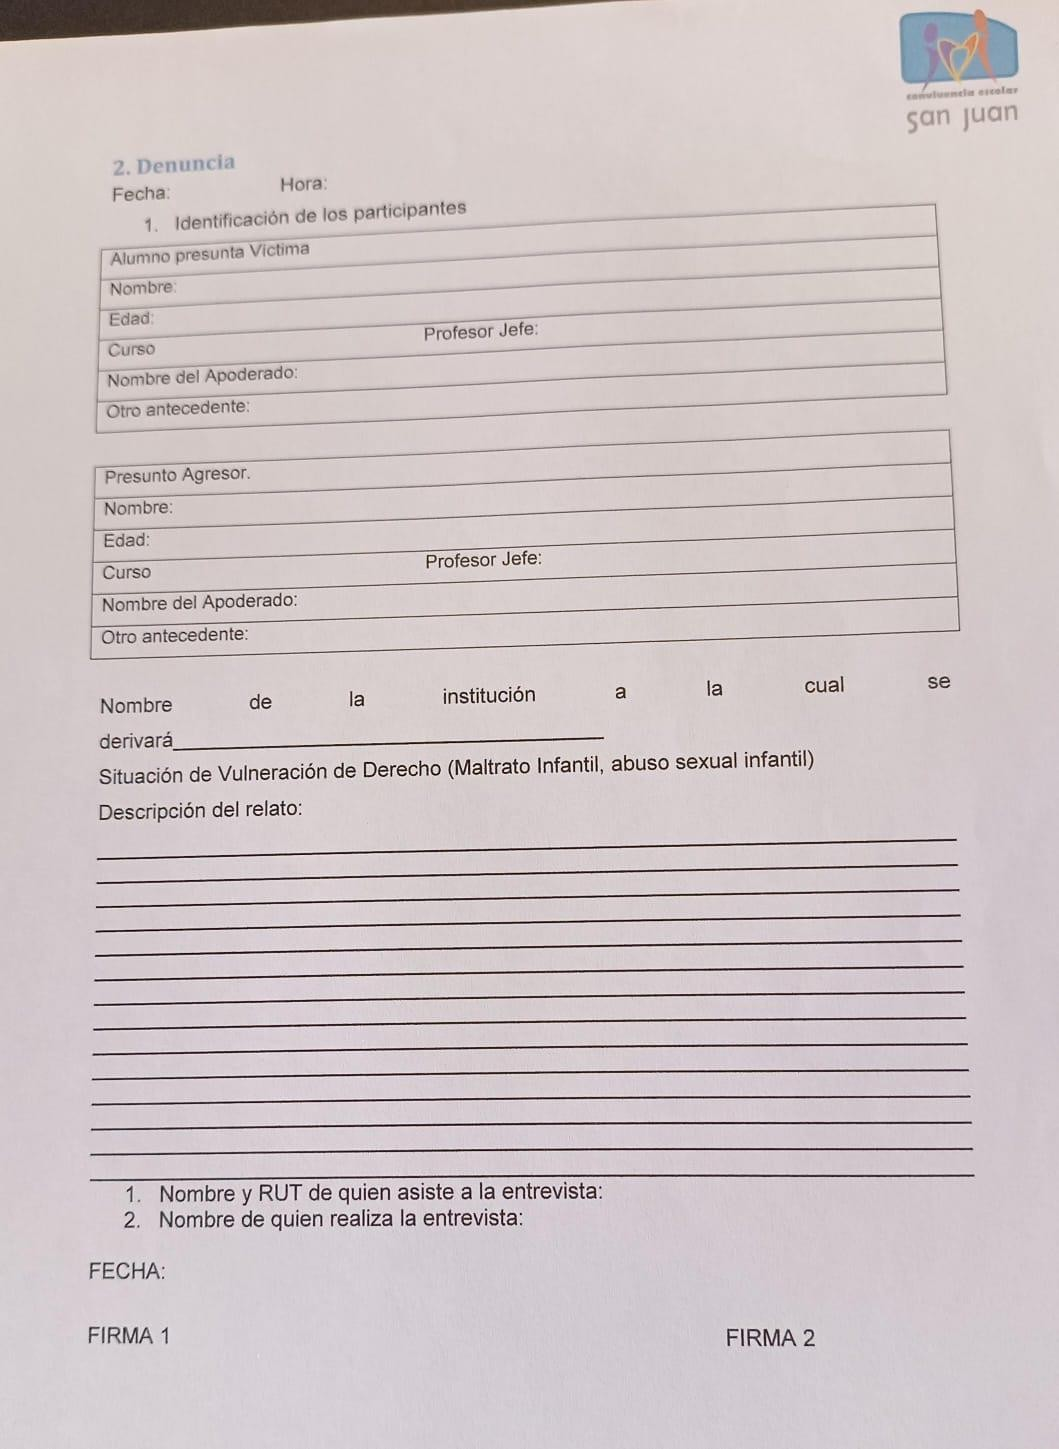 convivencia escolar
San Juan
2. Denuncia
Fecha: Hora:
1. Identificación de los participantes
Alumno presunta Victima
Nombre:
Edad:
Curso Profesor Jefe:
Nombre del Apoderado:
Otro antecedente:
Presunto Agresor.
Nombre:
Edad:
Curso Profesor Jefe:
Nombre del Apoderado:
Otro antecedente:
Nombre de la institución a la cual se
derivará
Situación de Vulneración de Derecho (Maltrato Infantil, abuso sexual infantil)
Descripción del relato:
1. Nombre y RUT de quien asiste a la entrevista:
2. Nombre de quien realiza la entrevista:
FECHA:
FIRMA 1 FIRMA 2